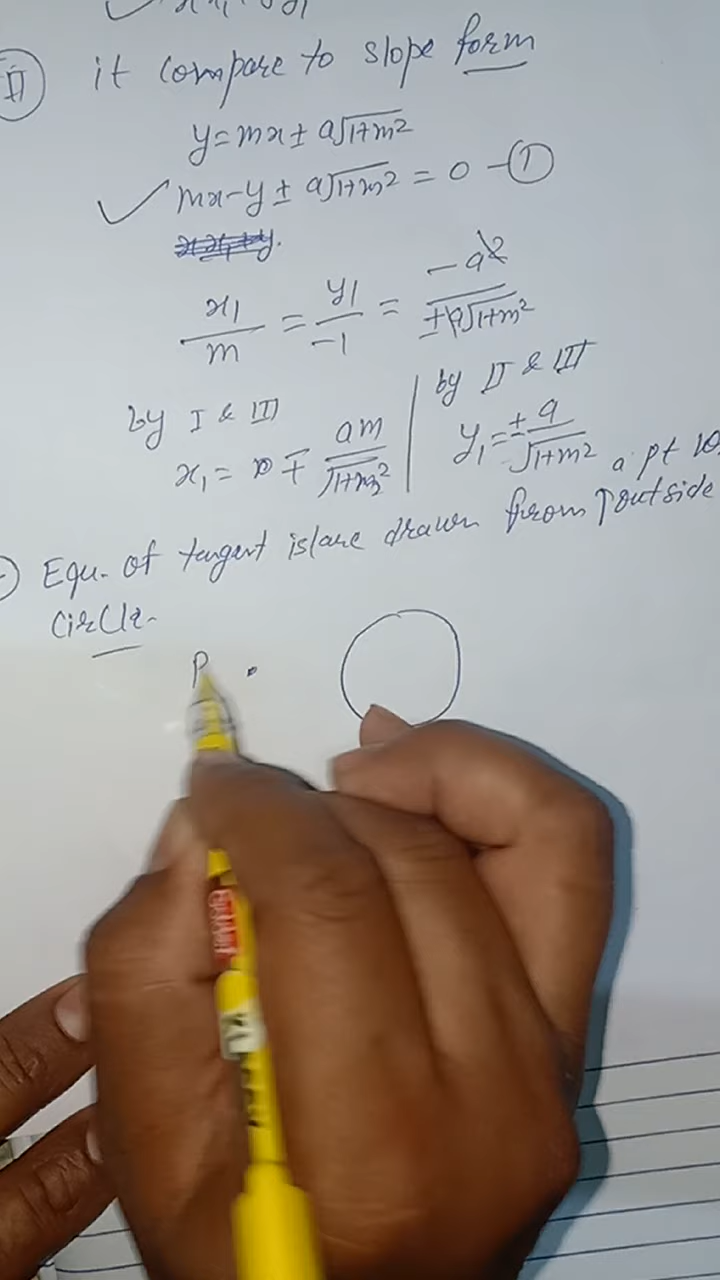 II it compare to slope form
y=mx ± a√1+m²
mx-y ± a√1+m² = 0 - ①
x₁/m = y₁/-1 = -a²/±a√1+m²
by I & III
x₁ = ∓ am/√1+m²
by II & III
y₁ = ± a/√1+m²
Equ. of tangent is/are drawn from a pt outside
circle-
P